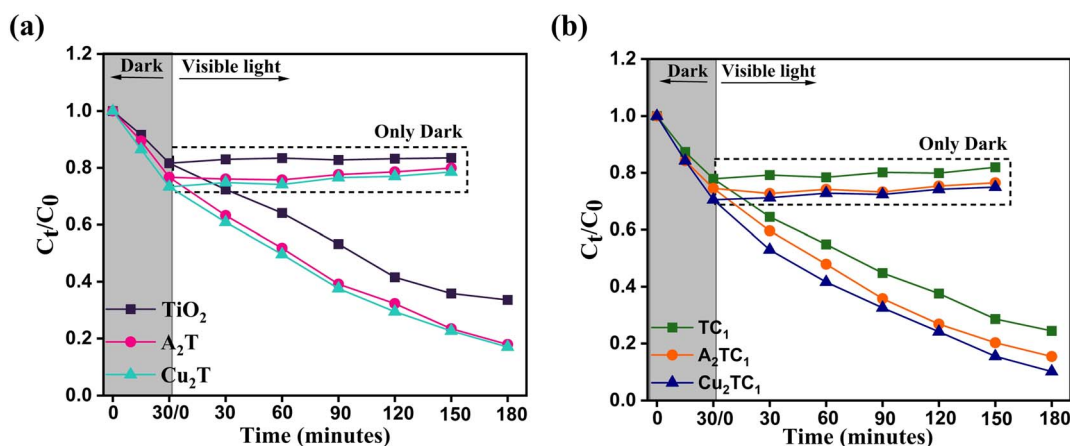 (a)
1.2
1.0
0.8
0.6
0.4
0.2
0.0
Ct/C0
Dark
Visible light
Only Dark
TiO2
A2T
Cu2T
0 30/0 30 60 90 120 150 180
Time (minutes)
(b)
1.2
1.0
0.8
0.6
0.4
0.2
0.0
Ct/C0
Dark
Visible light
Only Dark
TC1
A2TC1
Cu2TC1
0 30/0 30 60 90 120 150 180
Time (minutes)